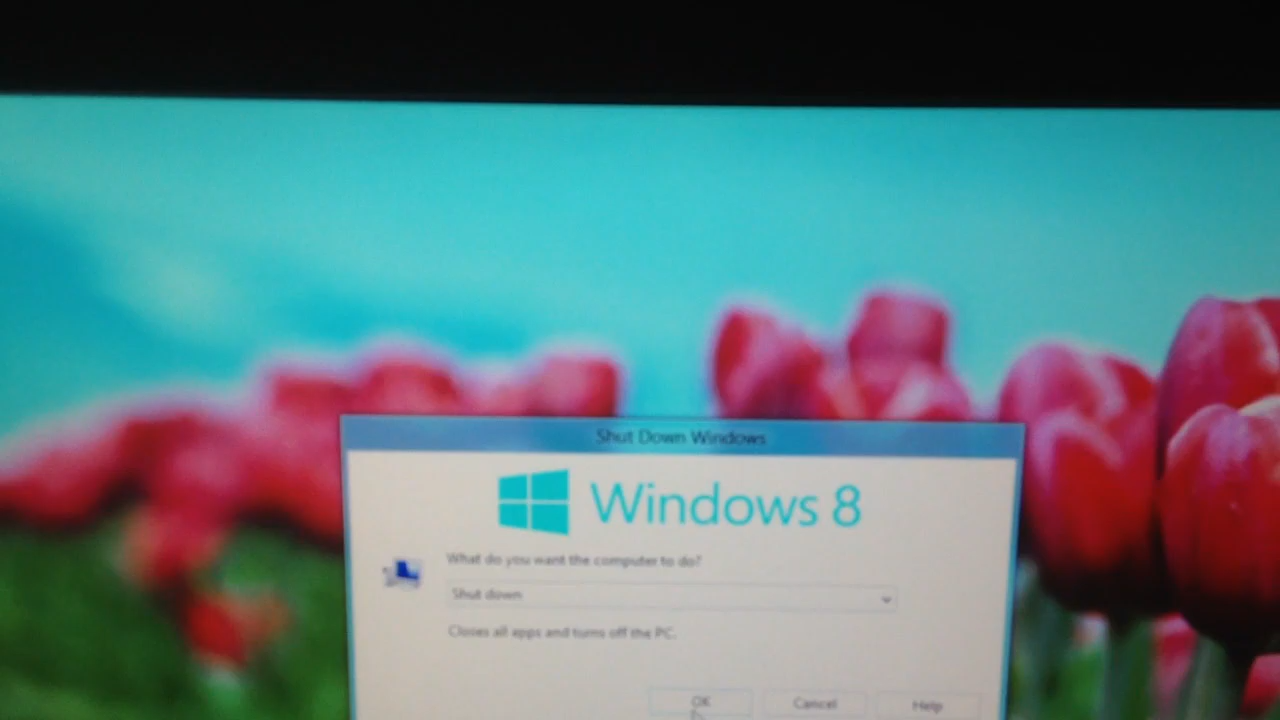 Shut Down Windows
Windows 8
What do you want the computer to do?
Shut down
Closes all apps and turns off the PC.
OK Cancel Help